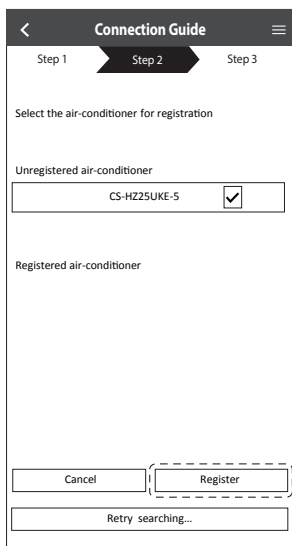 Connection Guide
Step 1 Step 2 Step 3
Select the air-conditioner for registration
Unregistered air-conditioner
CS-HZ25UKE-5
Registered air-conditioner
Cancel Register
Retry searching...